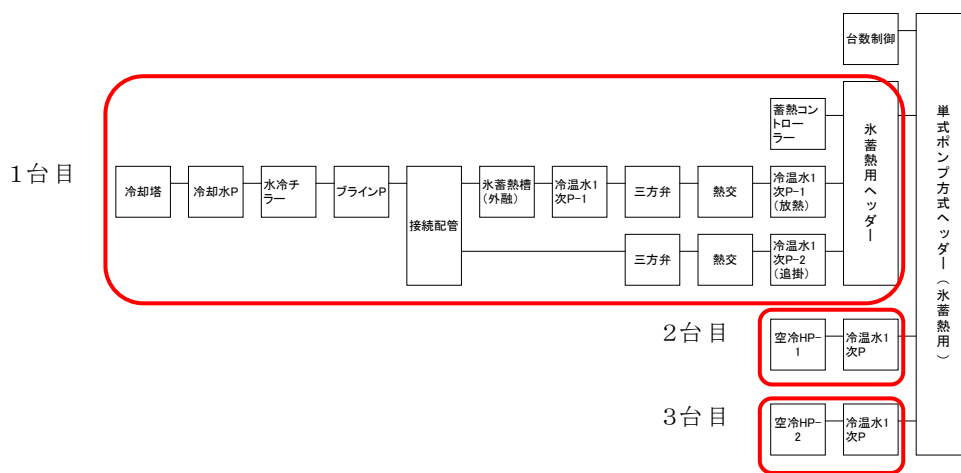 台数制御
単式ポンプ方式ヘッダー（氷蓄熱用）
1台目
蓄熱コン
トロー
ラー
氷蓄熱用ヘッダー
冷却塔
冷却水P
水冷チ
ラー
ブラインP
接続配管
氷蓄熱槽
(外融)
冷温水1
次P-1
三方弁
熱交
冷温水1
次P-1
(放熱)
三方弁
熱交
冷温水1
次P-2
(追掛)
2台目
空冷HP-
1
冷温水1
次P
3台目
空冷HP-
2
冷温水1
次P